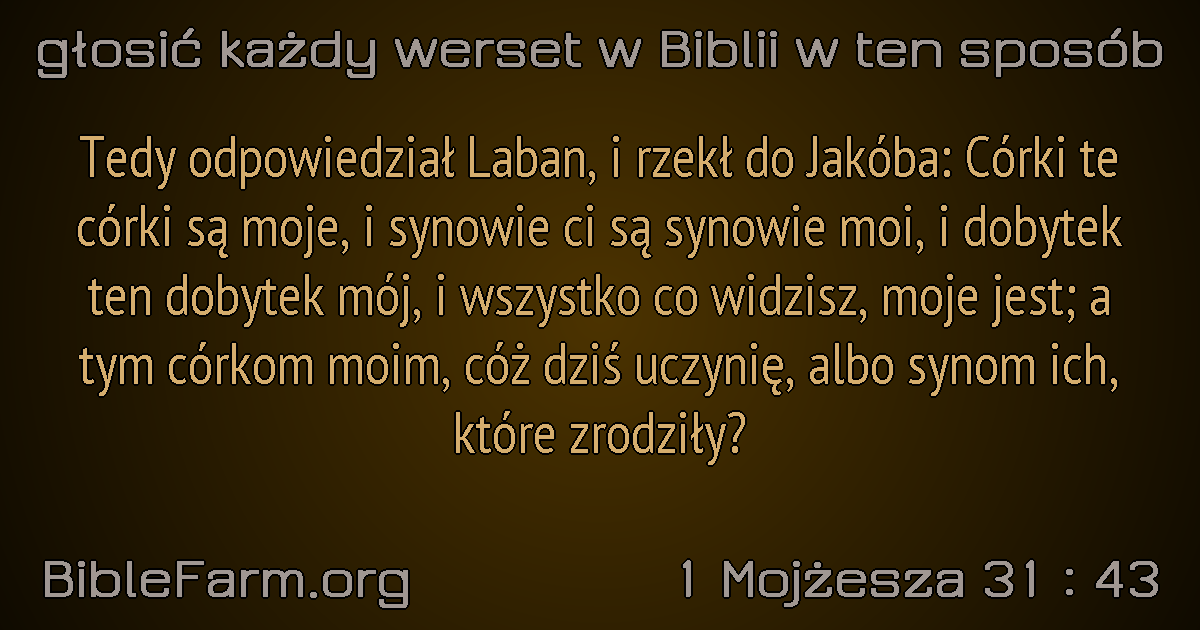 głosić każdy werset w Biblii w ten sposób
Tedy odpowiedział Laban, i rzekł do Jakóba: Córki te
córki są moje, i synowie ci są synowie moi, i dobytek
ten dobytek mój, i wszystko co widzisz, moje jest; a
tym córkom moim, cóż dziś uczynię, albo synom ich,
które zrodziły?
BibleFarm.org
1 Mojżesza 31 : 43